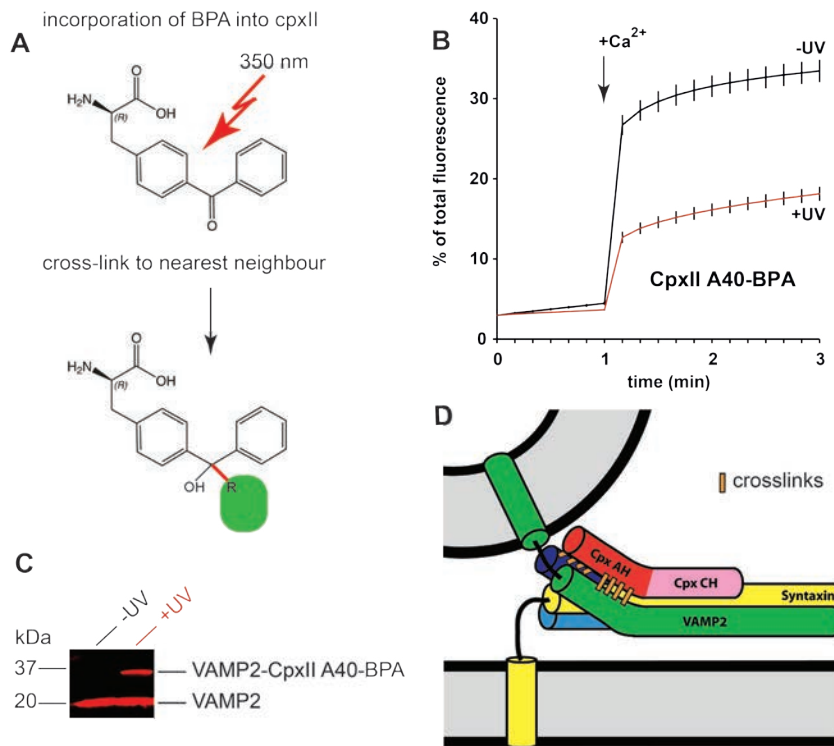 A
incorporation of BPA into cpxII
350 nm
O
H₂N
OH
(R)
O
cross-link to nearest neighbour
O
H₂N
OH
(R)
OH
R
B
+Ca²⁺
-UV
+UV
CpxII A40-BPA
% of total fluorescence
40
30
20
10
0
0
1
2
3
time (min)
C
-UV
+UV
kDa
37
VAMP2-CpxII A40-BPA
20
VAMP2
D
crosslinks
Cpx AH
Cpx CH
Syntaxin
VAMP2